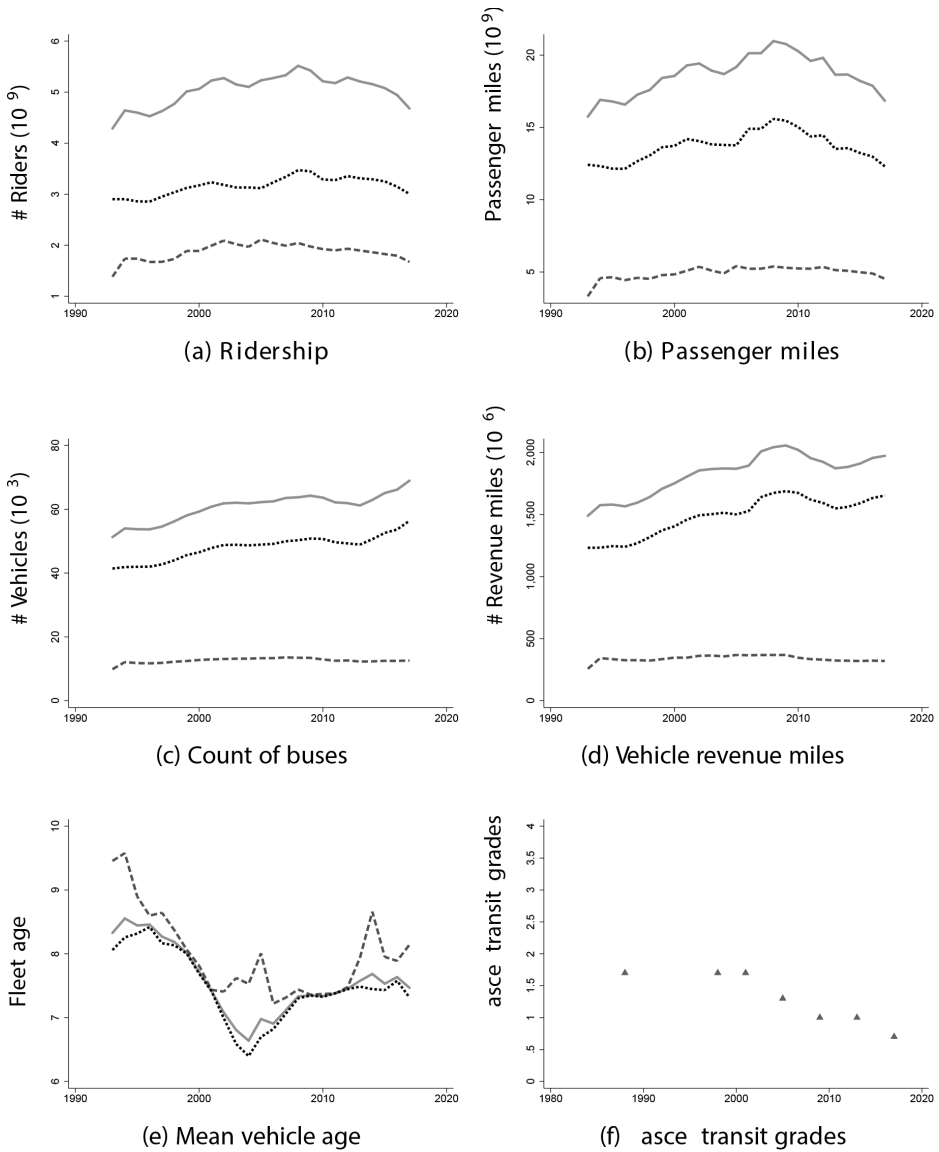 # Riders (10 9)
6
5
4
3
2
1
1990 2000 2010 2020
(a) Ridership
Passenger miles (10 9)
20
15
10
5
1990 2000 2010 2020
(b) Passenger miles
# Vehicles (10 3)
80
60
40
20
0
1990 2000 2010 2020
(c) Count of buses
# Revenue miles (10 6)
2,000
1,500
1,000
500
0
1990 2000 2010 2020
(d) Vehicle revenue miles
Fleet age
10
9
8
7
6
1990 2000 2010 2020
(e) Mean vehicle age
asce transit grades
4
3.5
3
2.5
2
1.5
1
.5
0
1980 1990 2000 2010 2020
(f) asce transit grades